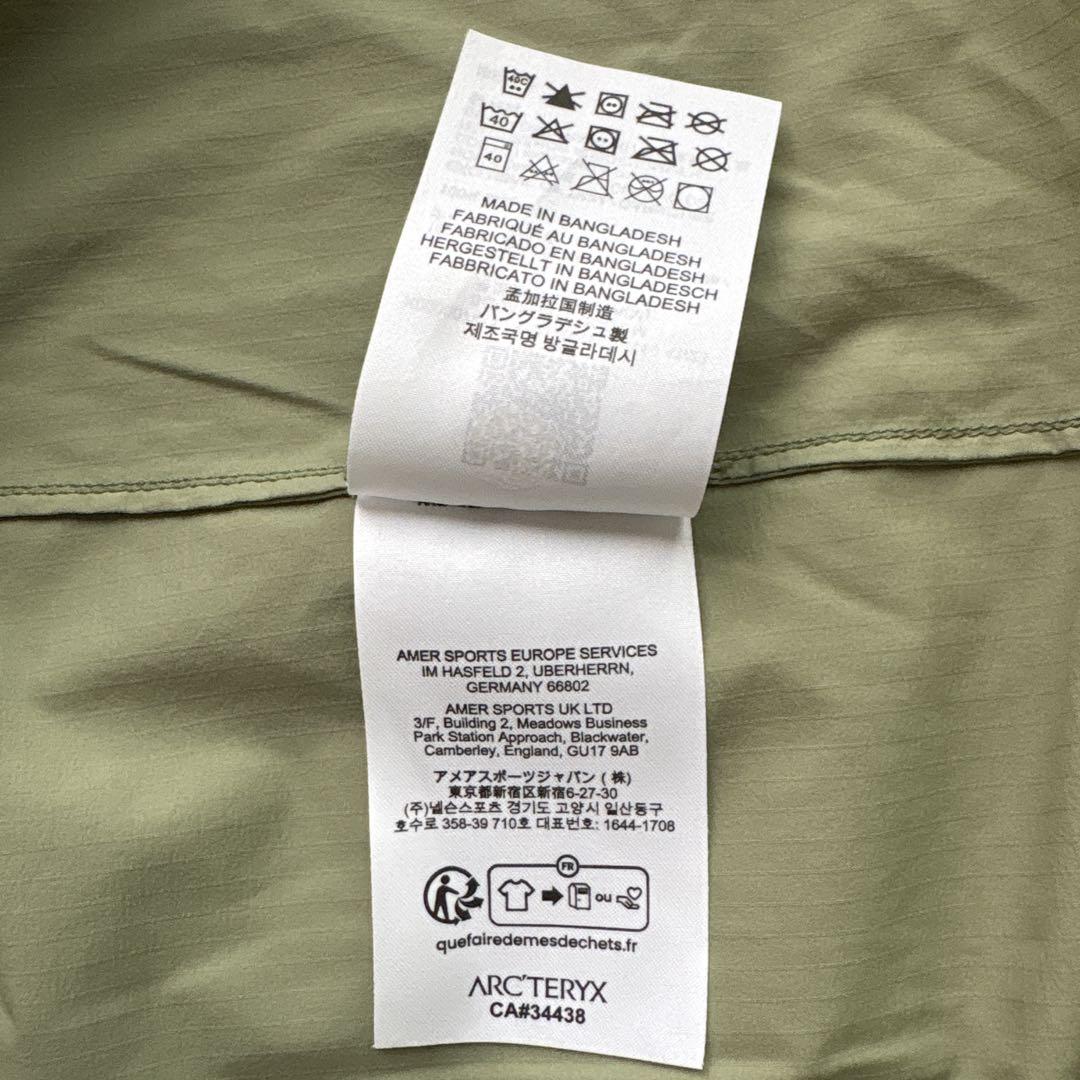 40C
40
40
MADE IN BANGLADESH
FABRIQUÉ AU BANGLADESH
FABRICADO EN BANGLADESH
HERGESTELLT IN BANGLADESCH
FABBRICATO IN BANGLADESH
孟加拉国制造
バングラデシュ製
제조국명 방글라데시
AMER SPORTS EUROPE SERVICES
IM HASFELD 2, UBERHERRN,
GERMANY 66802
AMER SPORTS UK LTD
3/F, Building 2, Meadows Business
Park Station Approach, Blackwater,
Camberley, England, GU17 9AB
アメアスポーツジャパン (株)
東京都新宿区新宿6-27-30
(주)넬슨스포츠 경기도 고양시 일산동구
호수로 358-39 710호 대표번호: 1644-1708
FR
ou
quefairedemesdechets.fr
ARC'TERYX
CA#34438